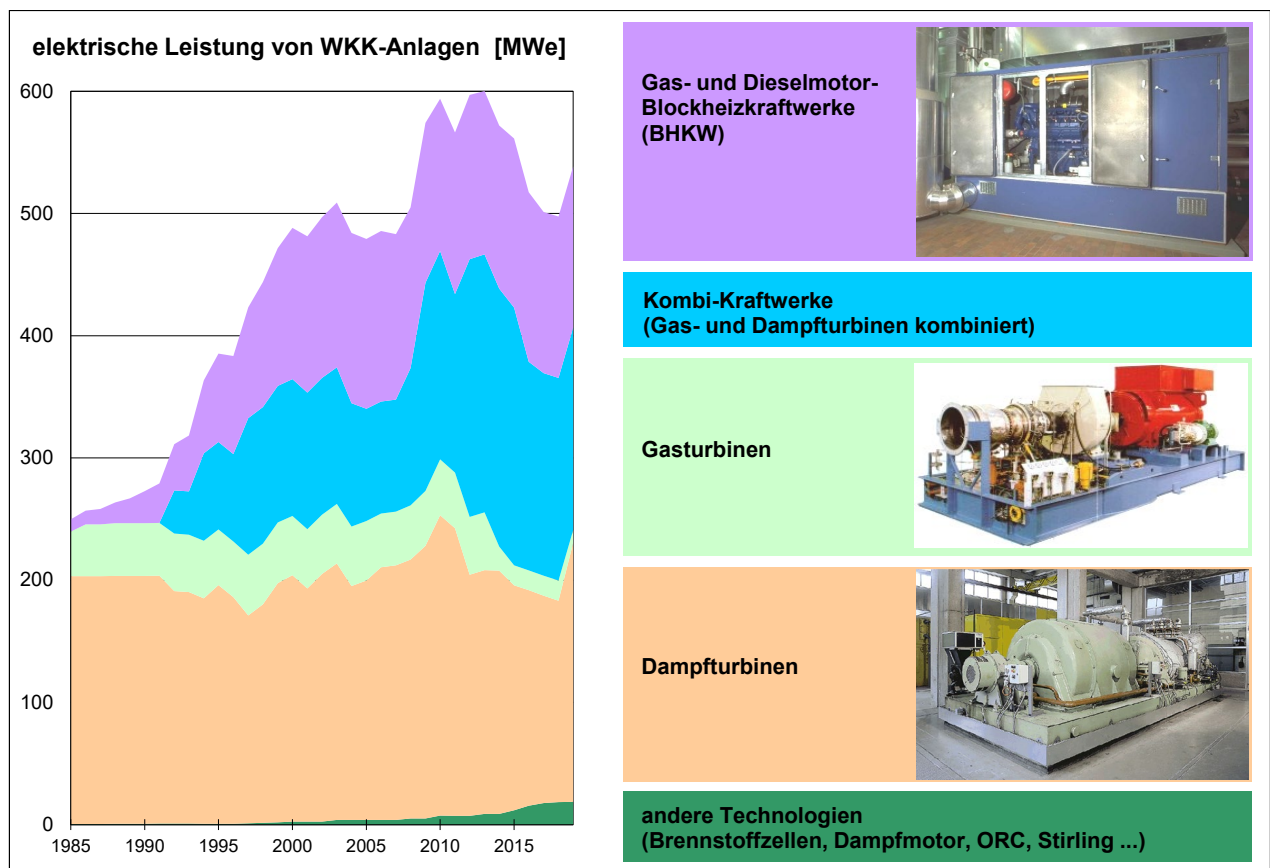 elektrische Leistung von WKK-Anlagen [MWe]
600
500
400
300
200
100
0
1985
1990
1995
2000
2005
2010
2015
Gas- und Dieselmotor-
Blockheizkraftwerke
(BHKW)
Kombi-Kraftwerke
(Gas- und Dampfturbinen kombiniert)
Gasturbinen
Dampfturbinen
andere Technologien
(Brennstoffzellen, Dampfmotor, ORC, Stirling ...)